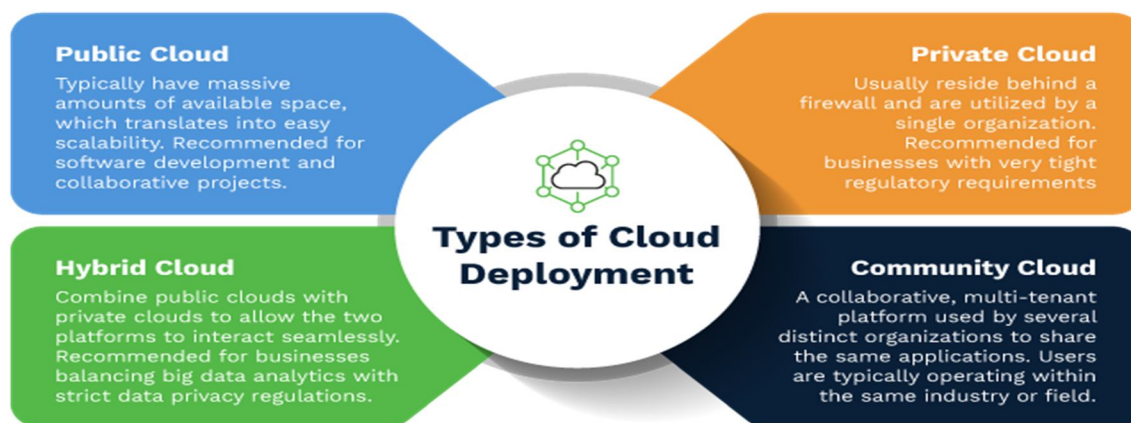 Public Cloud
Typically have massive
amounts of available space,
which translates into easy
scalability. Recommended for
software development and
collaborative projects.
Private Cloud
Usually reside behind a
firewall and are utilized by a
single organization.
Recommended for
businesses with very tight
regulatory requirements
Types of Cloud
Deployment
Hybrid Cloud
Combine public clouds with
private clouds to allow the two
platforms to interact seamlessly.
Recommended for businesses
balancing big data analytics with
strict data privacy regulations.
Community Cloud
A collaborative, multi-tenant
platform used by several
distinct organizations to share
the same applications. Users
are typically operating within
the same industry or field.